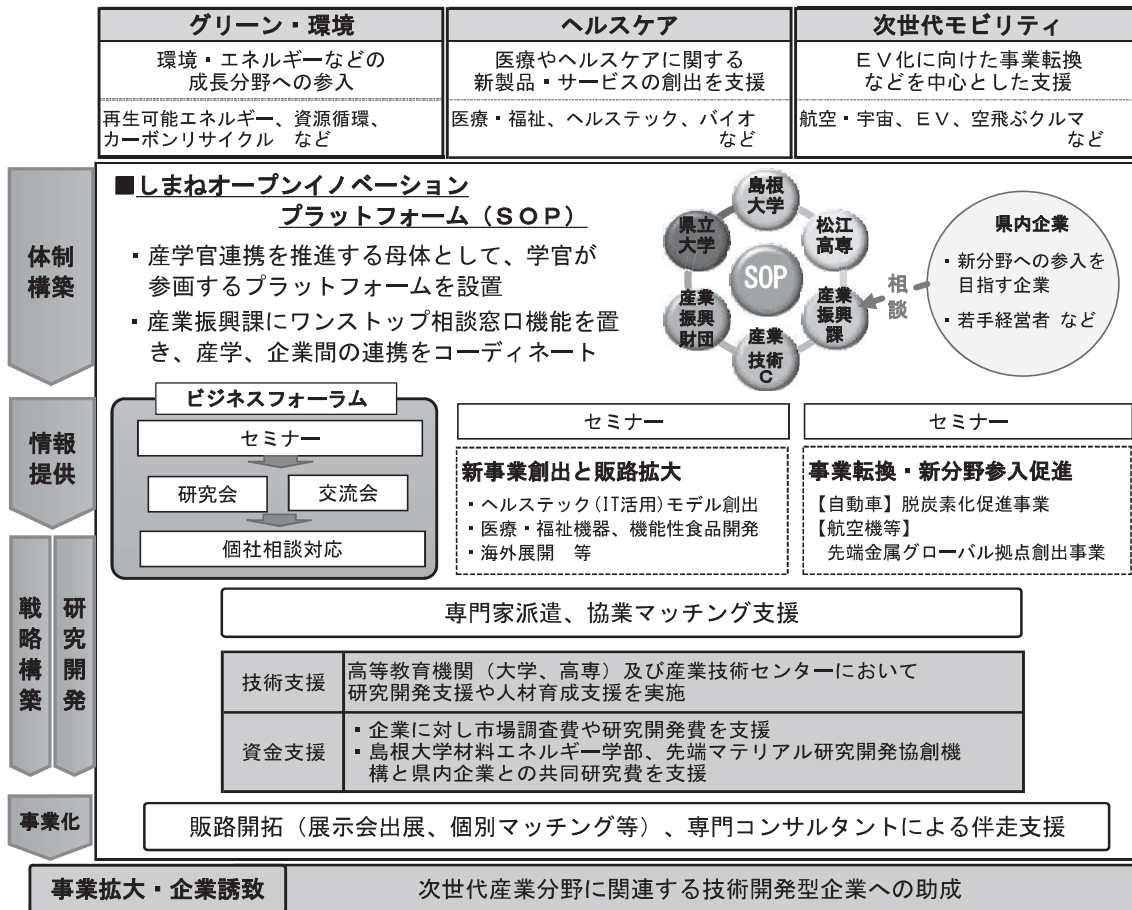 グリーン・環境
環境・エネルギーなどの
成長分野への参入
再生可能エネルギー、資源循環、
カーボンリサイクル など
ヘルスケア
医療やヘルスケアに関する
新製品・サービスの創出を支援
医療・福祉、ヘルステック、バイオ
など
次世代モビリティ
EV化に向けた事業転換
などを中心とした支援
航空・宇宙、EV、空飛ぶクルマ
など
体制
構築
■しまねオープンイノベーション
プラットフォーム(SOP)
・産学官連携を推進する母体として、学官が
参画するプラットフォームを設置
・産業振興課にワンストップ相談窓口機能を置
き、産学、企業間の連携をコーディネート
島根
大学
県立
大学
松江
高専
SOP
産業
振興
財団
産業
振興
課
産業
技術
C
相談
県内企業
・新分野への参入を
目指す企業
・若手経営者 など
情報
提供
ビジネスフォーラム
セミナー
研究会
交流会
個社相談対応
セミナー
新事業創出と販路拡大
・ヘルステック(IT活用)モデル創出
・医療・福祉機器、機能性食品開発
・海外展開 等
セミナー
事業転換・新分野参入促進
【自動車】脱炭素化促進事業
【航空機等】
先端金属グローバル拠点創出事業
戦略構築
研究開発
専門家派遣、協業マッチング支援
技術支援
高等教育機関(大学、高専)及び産業技術センターにおいて
研究開発支援や人材育成支援を実施
資金支援
・企業に対し市場調査費や研究開発費を支援
・島根大学材料エネルギー学部、先端マテリアル研究開発協創機
構と県内企業との共同研究費を支援
事業化
販路開拓(展示会出展、個別マッチング等)、専門コンサルタントによる伴走支援
事業拡大・企業誘致
次世代産業分野に関連する技術開発型企業への助成